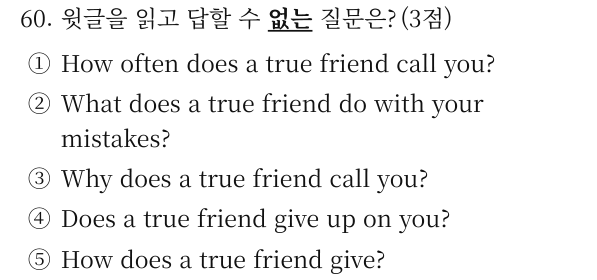 60. 윗글을 읽고 답할 수 없는 질문은?(3점)
① How often does a true friend call you?
② What does a true friend do with your
mistakes?
③ Why does a true friend call you?
④ Does a true friend give up on you?
⑤ How does a true friend give?